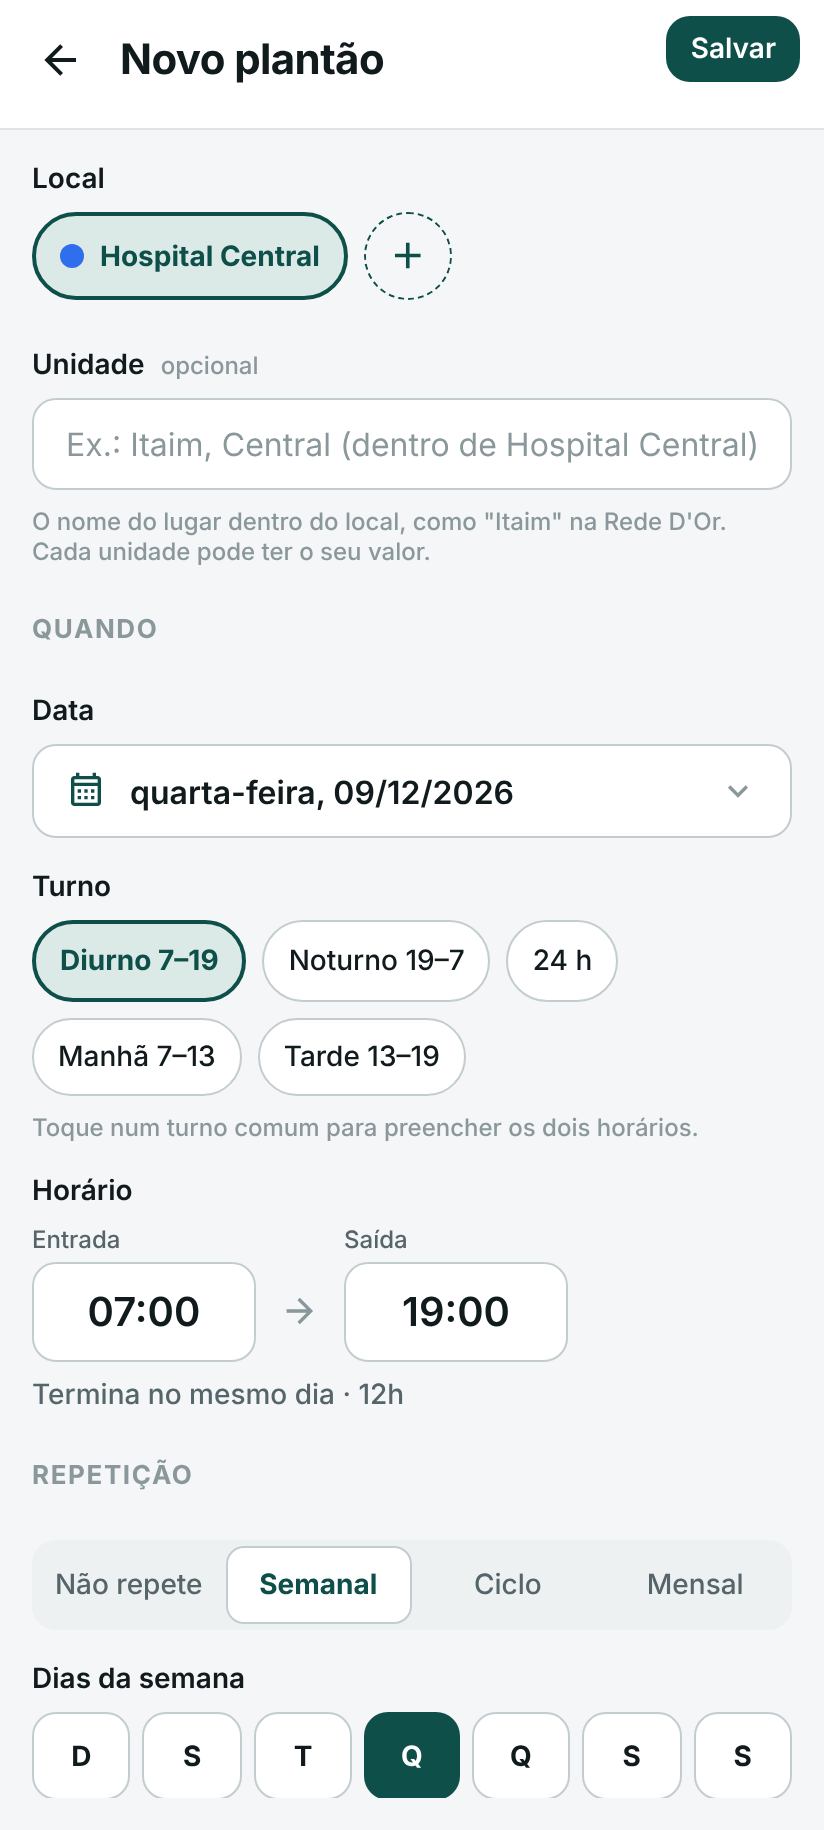 Novo plantão
Salvar
Local
Hospital Central
+
Unidade opcional
Ex.: Itaim, Central (dentro de Hospital Central)
O nome do lugar dentro do local, como "Itaim" na Rede D'Or.
Cada unidade pode ter o seu valor.
QUANDO
Data
quarta-feira, 09/12/2026
Turno
Diurno 7–19
Noturno 19–7
24 h
Manhã 7–13
Tarde 13–19
Toque num turno comum para preencher os dois horários.
Horário
Entrada
Saída
07:00
→
19:00
Termina no mesmo dia · 12h
REPETIÇÃO
Não repete
Semanal
Ciclo
Mensal
Dias da semana
D
S
T
Q
Q
S
S